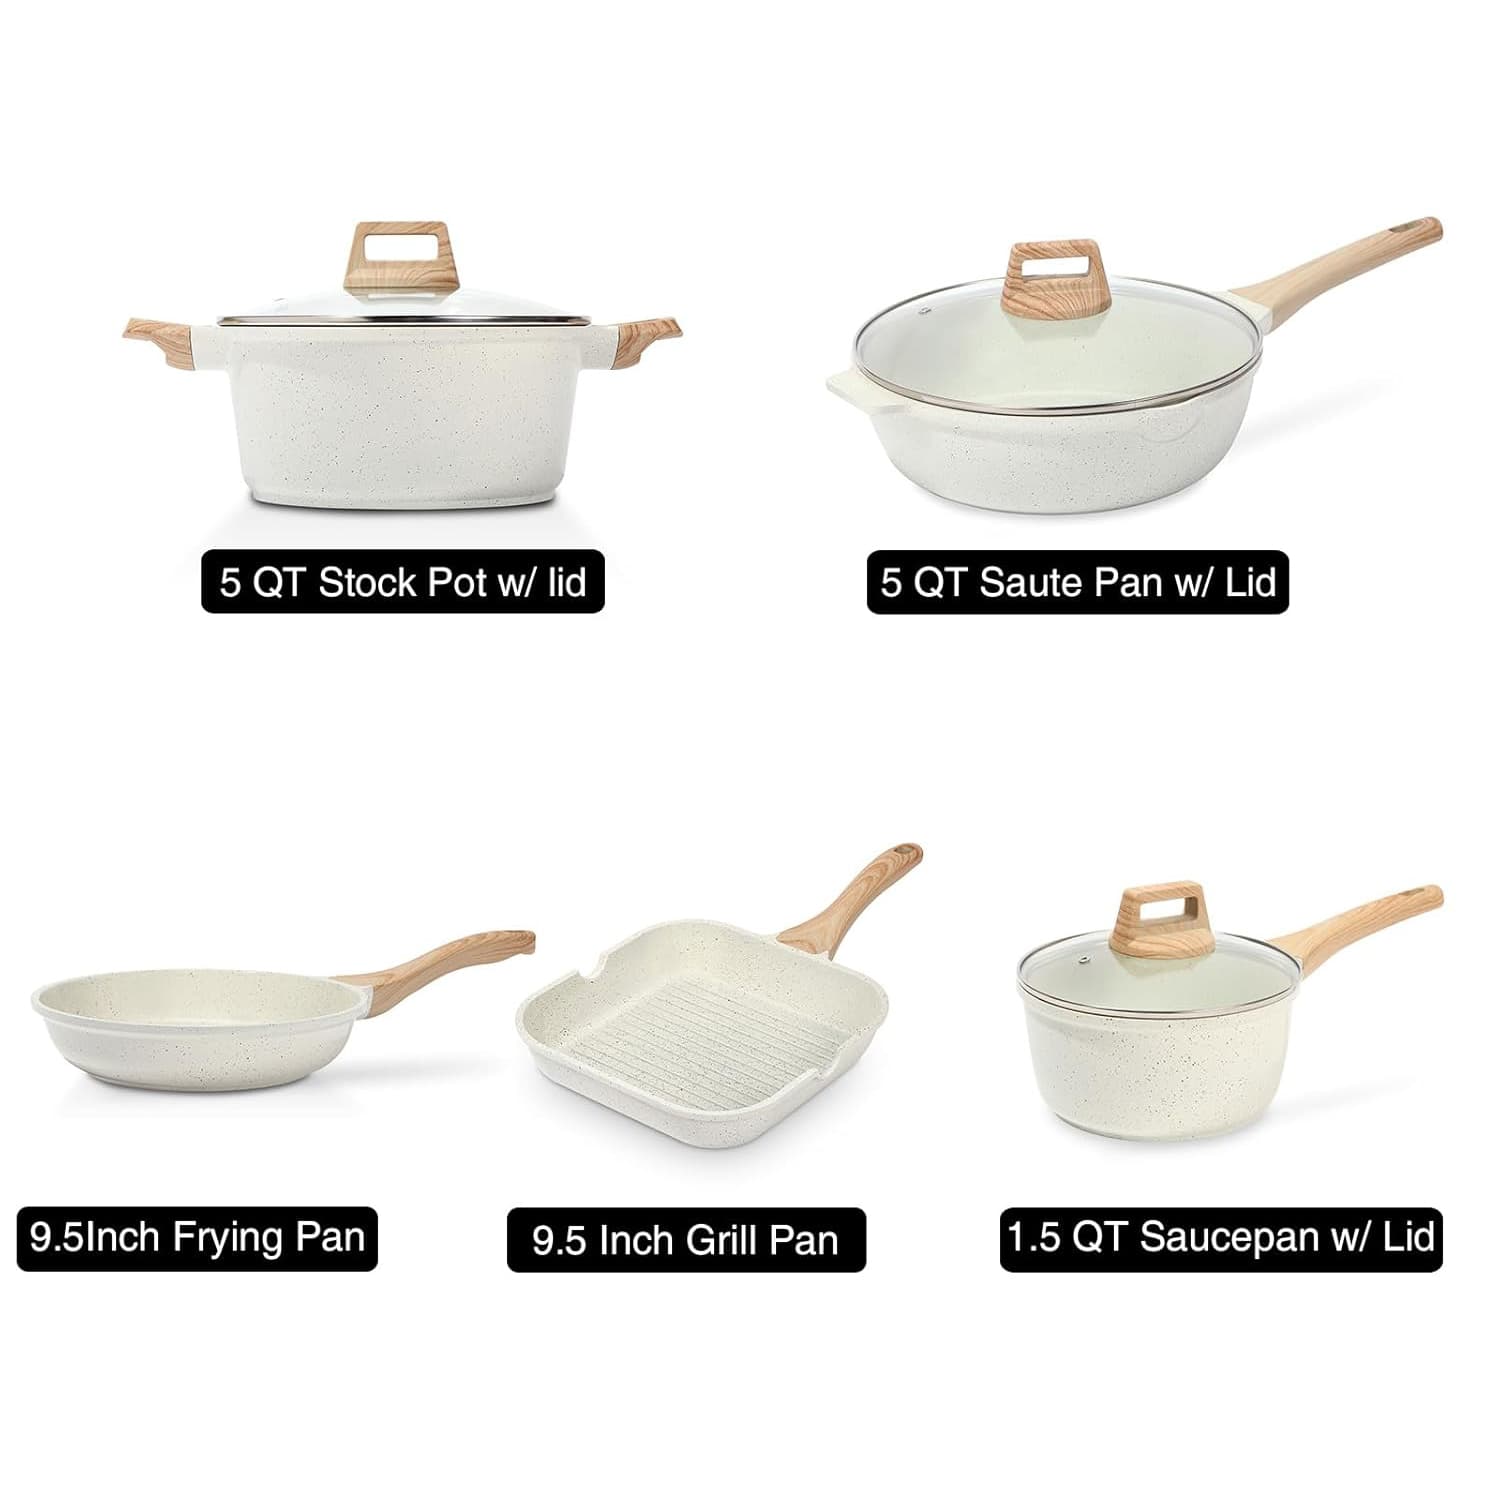 5 QT Stock Pot w/ lid
5 QT Saute Pan w/ Lid
9.5Inch Frying Pan
9.5 Inch Grill Pan
1.5 QT Saucepan w/ Lid